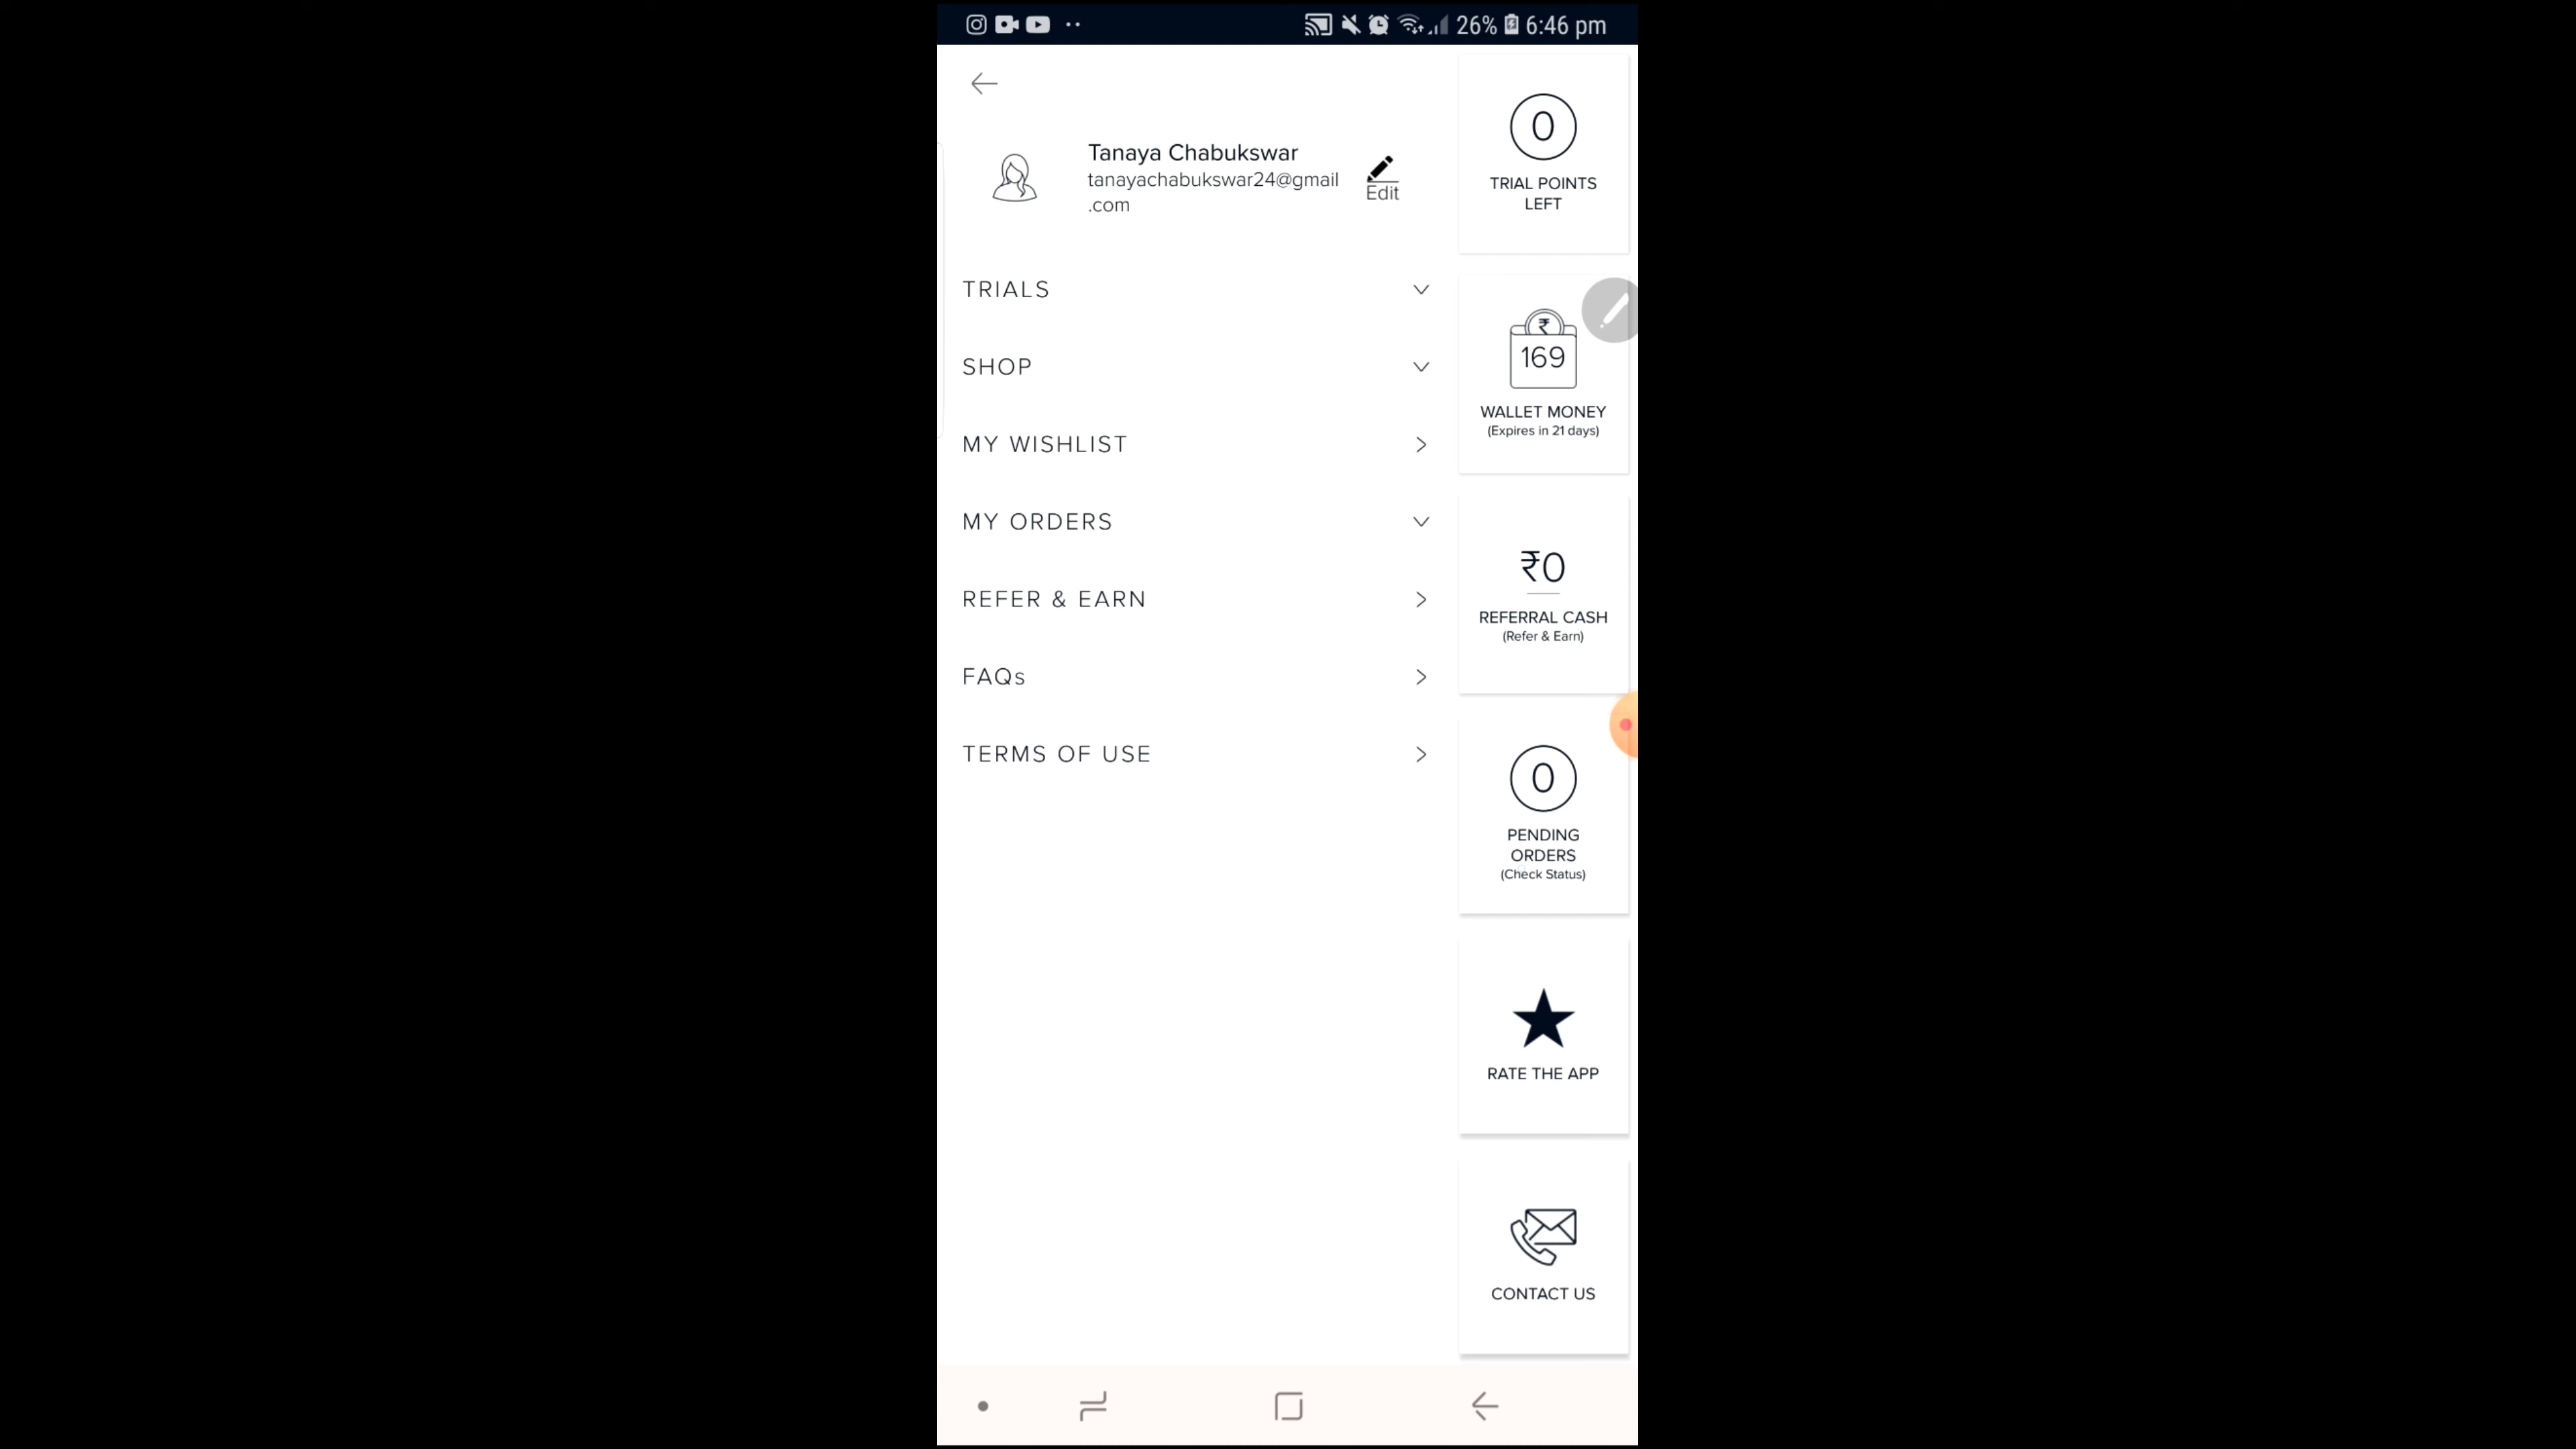 26% 6:46 pm
Tanaya Chabukswar
tanayachabukswar24@gmail
.com
Edit
TRIALS
SHOP
MY WISHLIST
MY ORDERS
REFER & EARN
FAQs
TERMS OF USE
0
TRIAL POINTS
LEFT
₹
169
WALLET MONEY
(Expires in 21 days)
₹0
REFERRAL CASH
(Refer & Earn)
0
PENDING
ORDERS
(Check Status)
RATE THE APP
CONTACT US